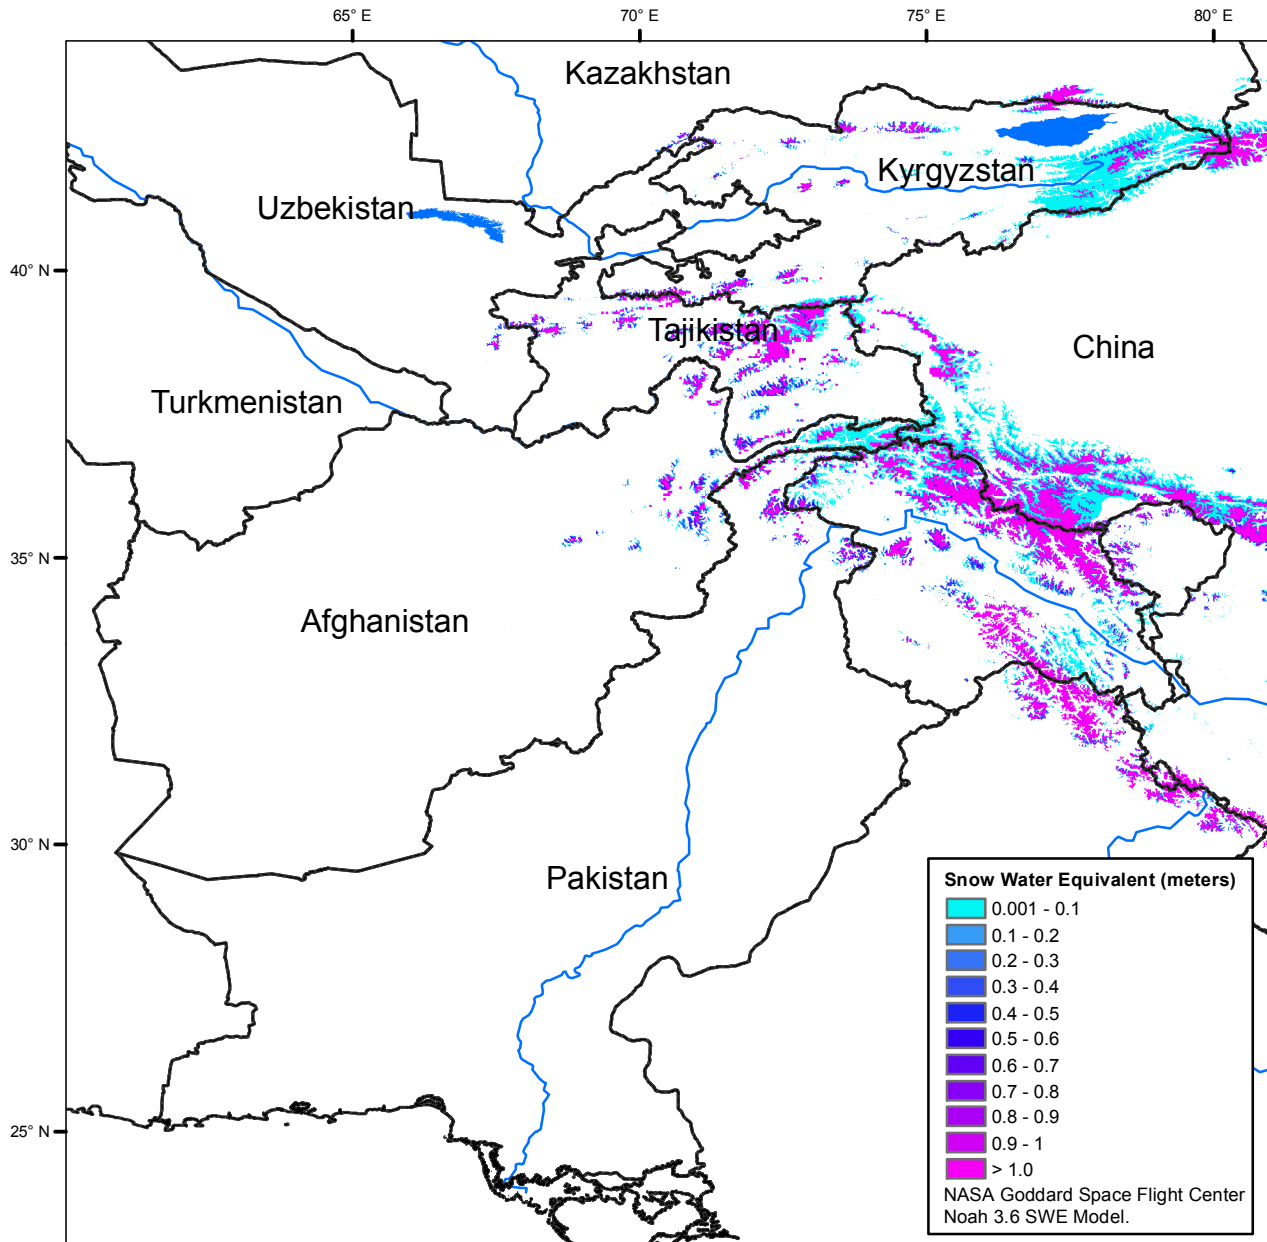 65° E
70° E
75° E
80° E
Kazakhstan
Kyrgyzstan
Uzbekistan
40° N
Tajikistan
China
Turkmenistan
35° N
Afghanistan
30° N
Pakistan
25° N
Snow Water Equivalent (meters)
0.001 - 0.1
0.1 - 0.2
0.2 - 0.3
0.3 - 0.4
0.4 - 0.5
0.5 - 0.6
0.6 - 0.7
0.7 - 0.8
0.8 - 0.9
0.9 - 1
> 1.0
NASA Goddard Space Flight Center
Noah 3.6 SWE Model.